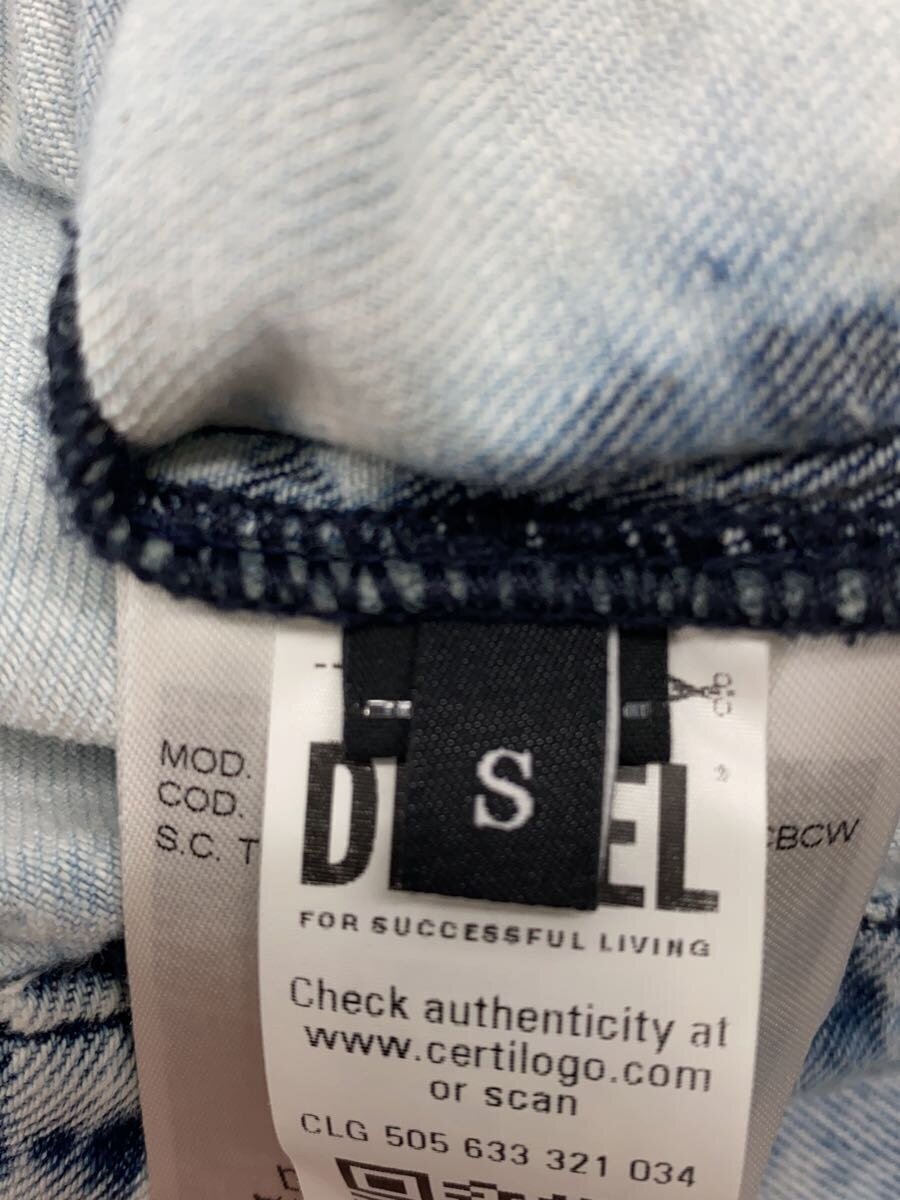 S
D EL
FOR SUCCESSFUL LIVING
Check authenticity at
www.certilogo.com
or scan
CLG 505 633 321 034
MOD.
COD.
S.C. T
CBCW